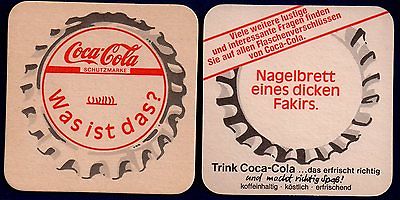 Coca-Cola
SCHUTZMARKE
Was ist das?
Viele weitere lustige
und interessante Fragen finden
Sie auf allen Flaschenverschlüssen
von Coca-Cola.
Nagelbrett
eines dicken
Fakirs.
Trink Coca-Cola ...das erfrischt richtig
und macht richtig Spaß!
koffeinhaltig · köstlich · erfrischend